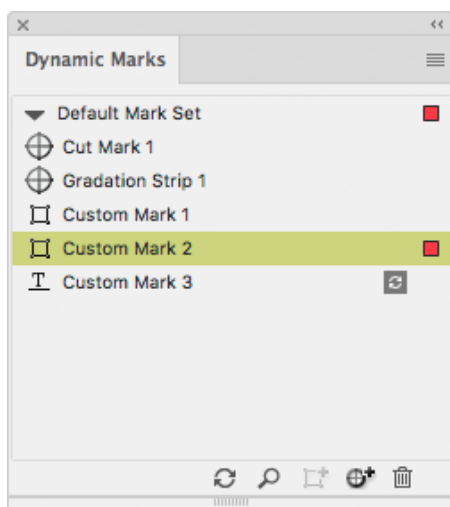 Dynamic Marks
Default Mark Set
Cut Mark 1
Gradation Strip 1
Custom Mark 1
Custom Mark 2
Custom Mark 3